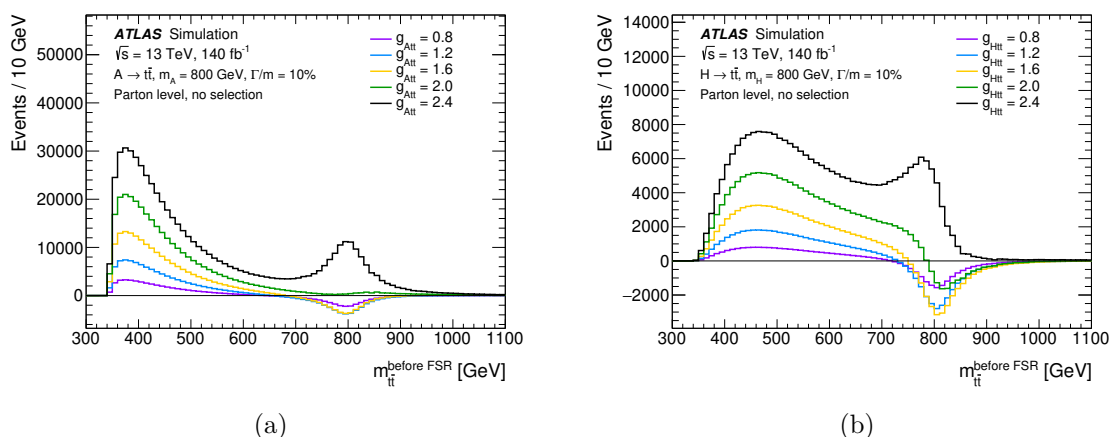 Events / 10 GeV
ATLAS Simulation
√s = 13 TeV, 140 fb⁻¹
A → tt̄, m_A = 800 GeV, Γ/m = 10%
Parton level, no selection
g_Att = 0.8
g_Att = 1.2
g_Att = 1.6
g_Att = 2.0
g_Att = 2.4
50000
40000
30000
20000
10000
0
300 400 500 600 700 800 900 1000 1100
m_tt̄^before FSR [GeV]
(a)
Events / 10 GeV
ATLAS Simulation
√s = 13 TeV, 140 fb⁻¹
H → tt̄, m_H = 800 GeV, Γ/m = 10%
Parton level, no selection
g_Htt = 0.8
g_Htt = 1.2
g_Htt = 1.6
g_Htt = 2.0
g_Htt = 2.4
14000
12000
10000
8000
6000
4000
2000
0
−2000
300 400 500 600 700 800 900 1000 1100
m_tt̄^before FSR [GeV]
(b)